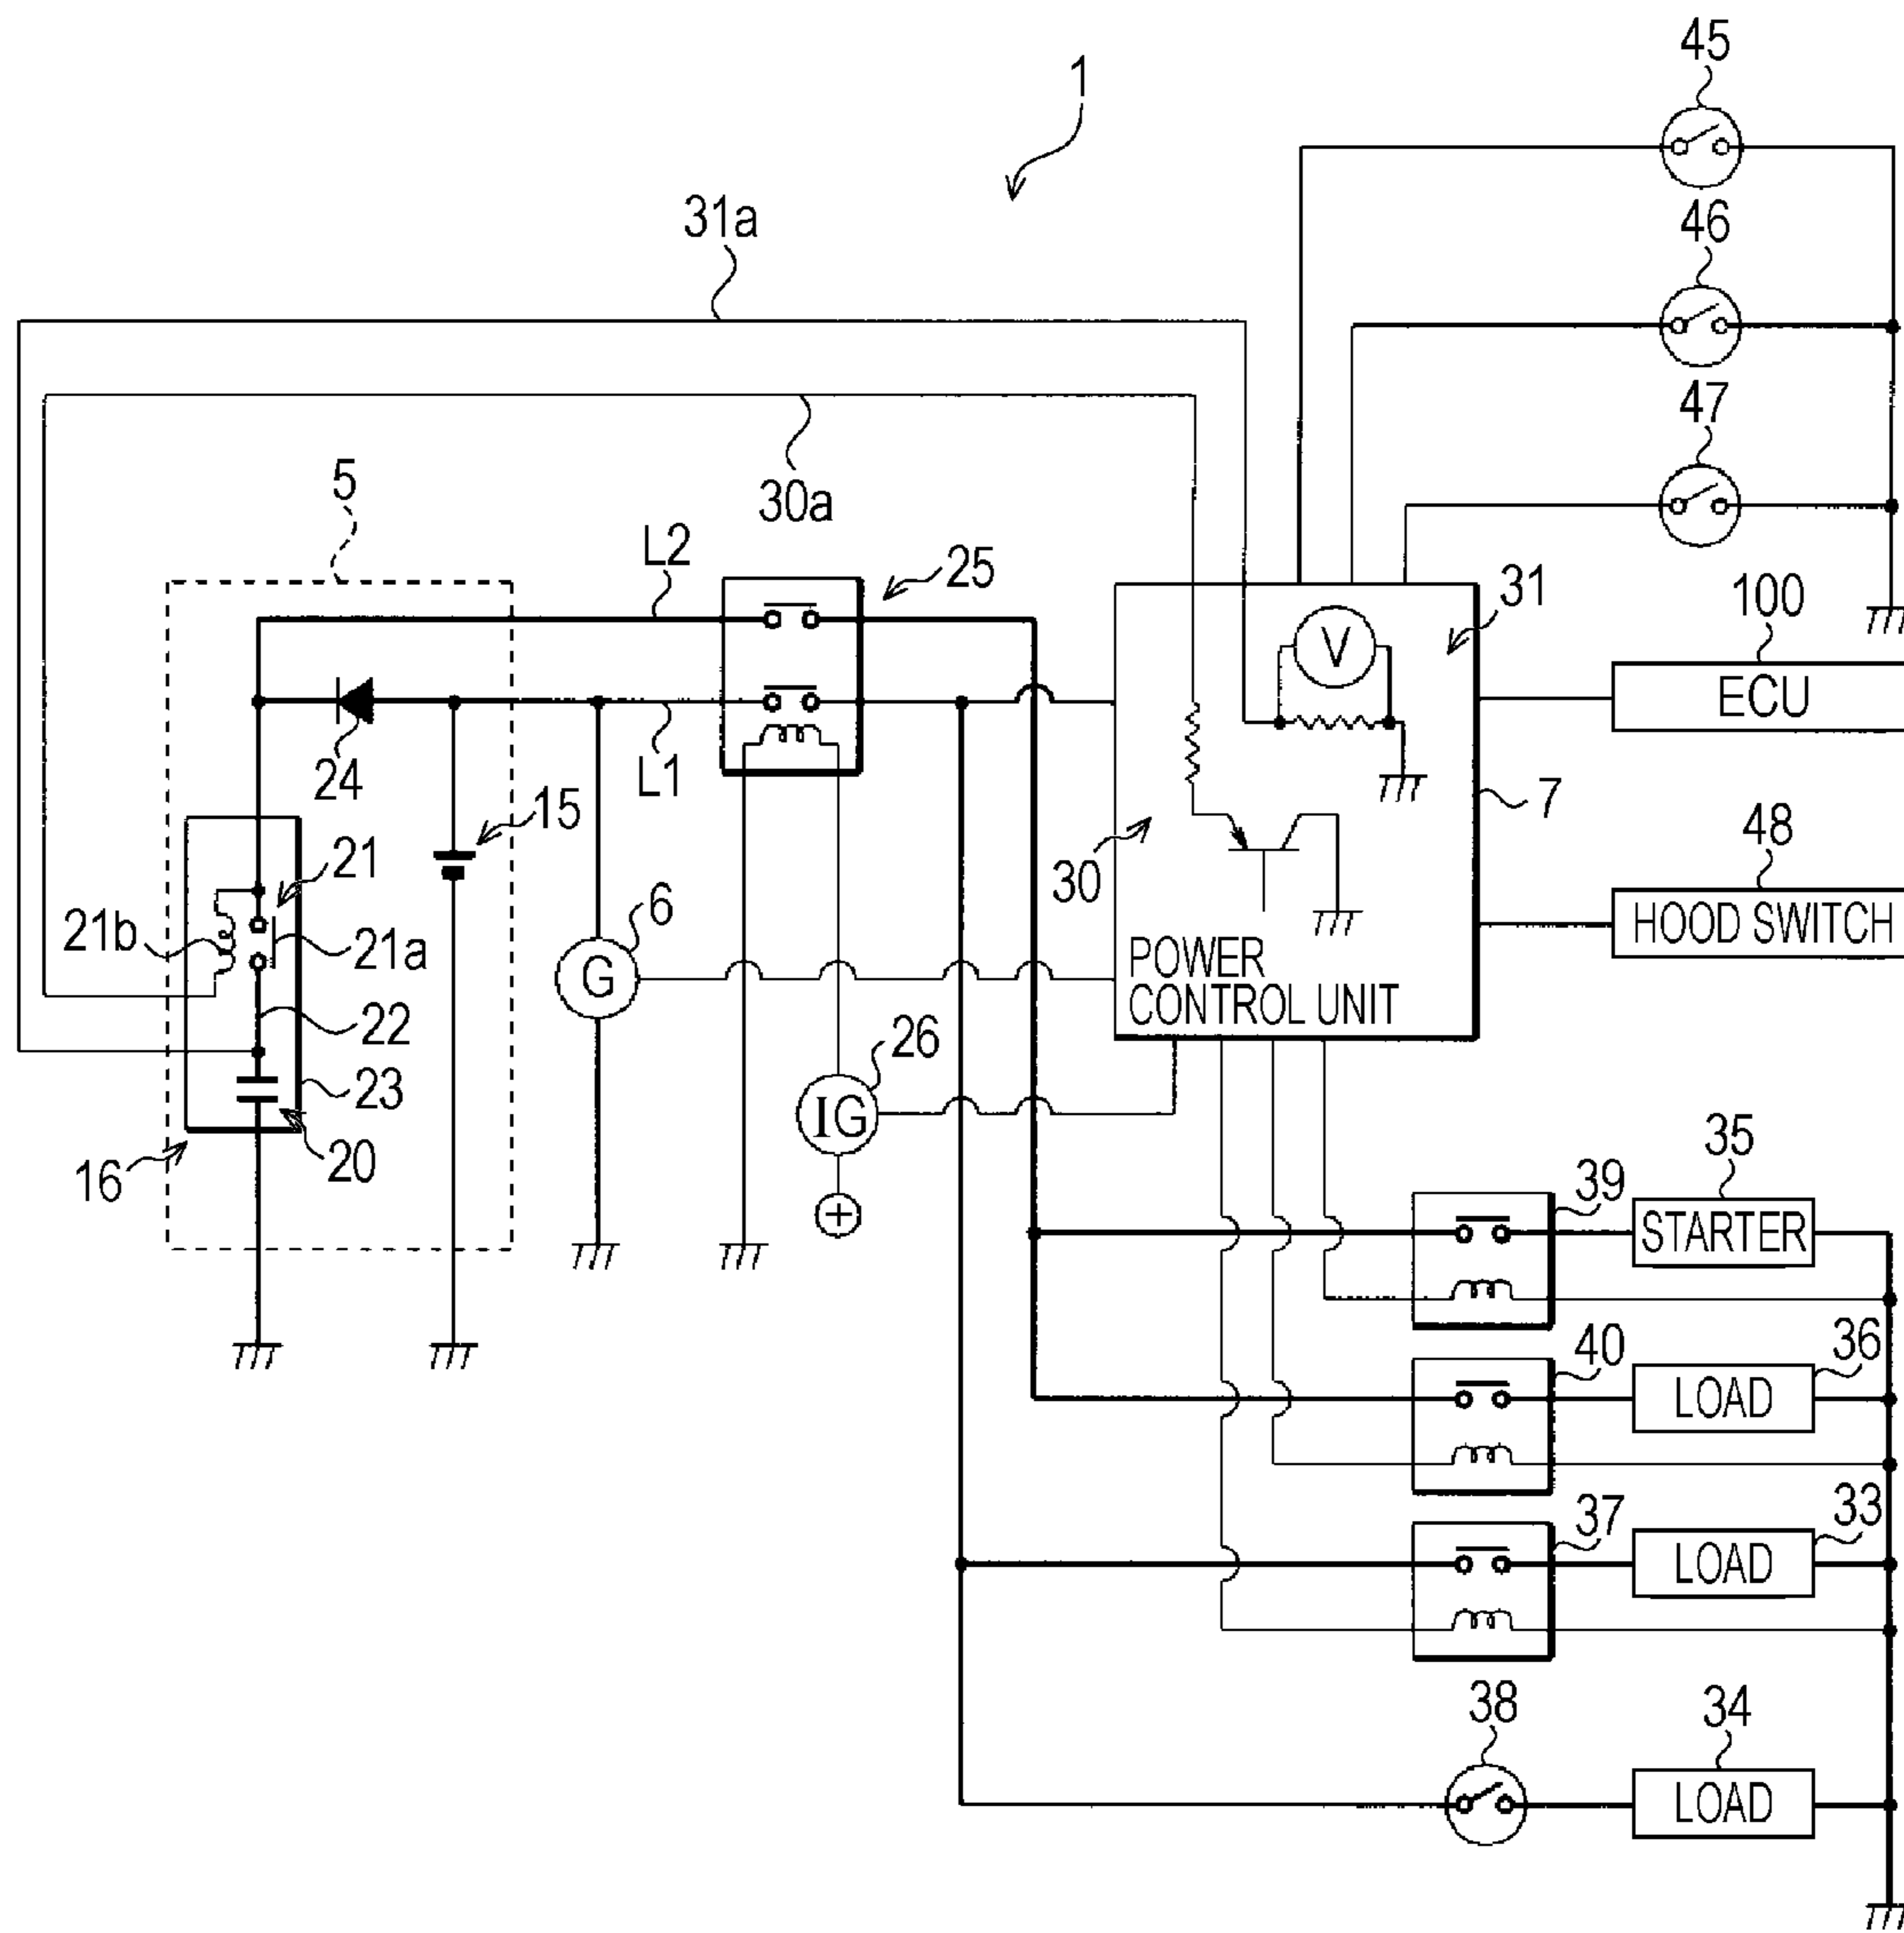 45
1
46
31a
47
5
30a
L2
25
31
100
V
ECU
24
L1
15
7
21
48
30
6
21b
21a
HOOD SWITCH
POWER
CONTROL UNIT
G
22
26
23
IG
35
20
16
39
+
STARTER
36
40
LOAD
33
37
LOAD
38
34
LOAD